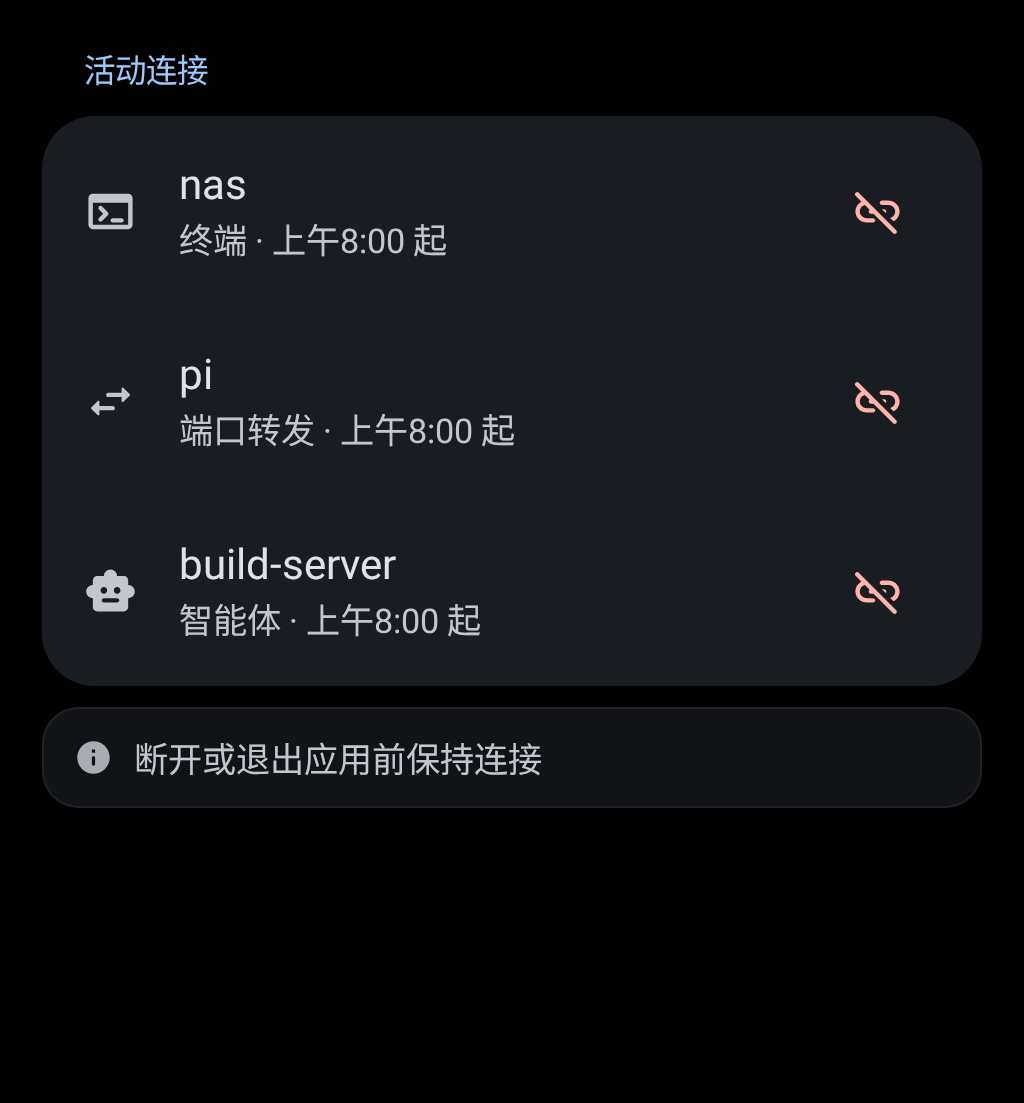 活动连接
nas
终端 · 上午8:00 起
pi
端口转发 · 上午8:00 起
build-server
智能体 · 上午8:00 起
断开或退出应用前保持连接